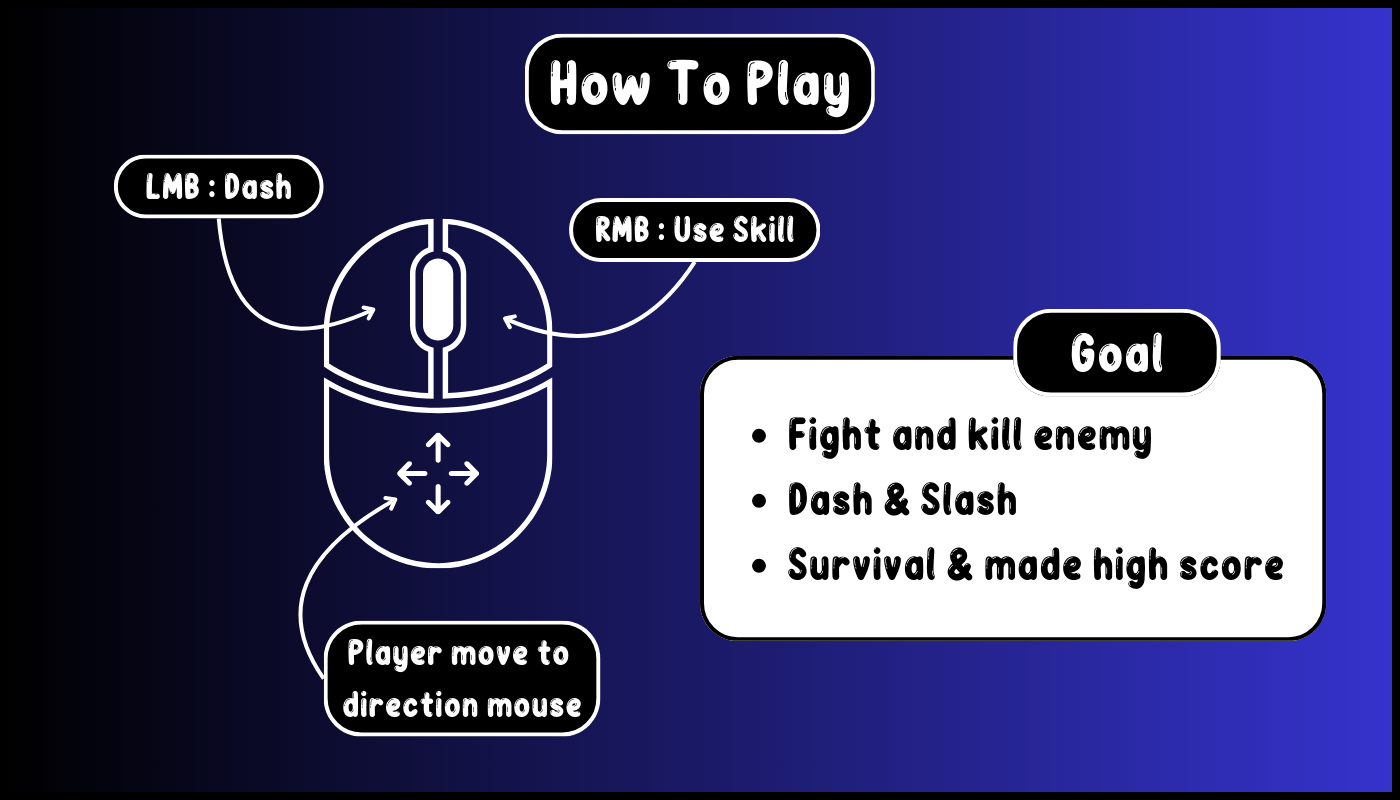 How To Play
LMB : Dash
RMB : Use Skill
Goal
• Fight and kill enemy
• Dash & Slash
• Survival & made high score
Player move to
direction mouse